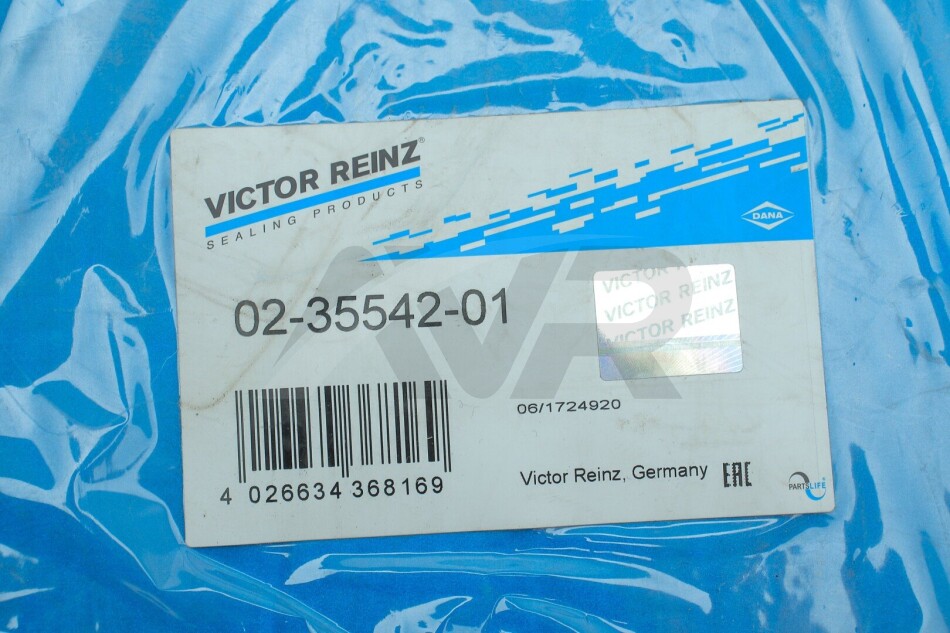 VICTOR REINZ®
SEALING PRODUCTS
DANA
02-35542-01
VICTOR REINZ
VICTOR REINZ
VICTOR REINZ
06/1724920
4 026634 368169
Victor Reinz, Germany
EAC
PARTSLIFE
AVR